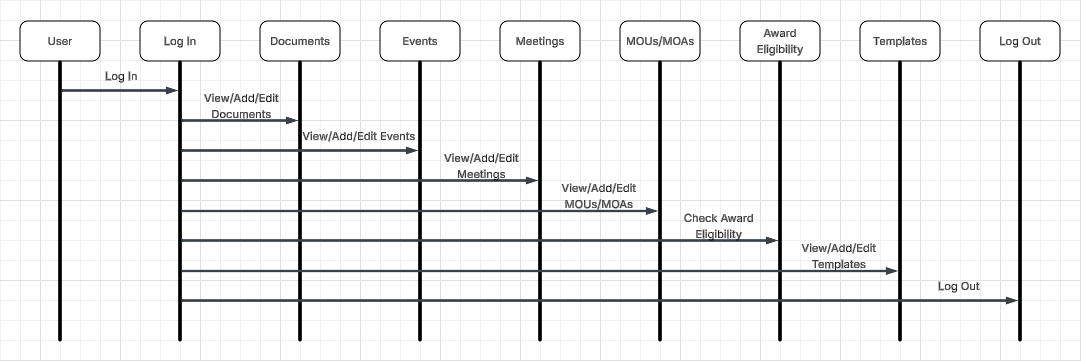 User
Log In
Documents
Events
Meetings
MOUs/MOAs
Award
Eligibility
Templates
Log Out
Log In
View/Add/Edit
Documents
View/Add/Edit Events
View/Add/Edit
Meetings
View/Add/Edit
MOUs/MOAs
Check Award
Eligibility
View/Add/Edit
Templates
Log Out